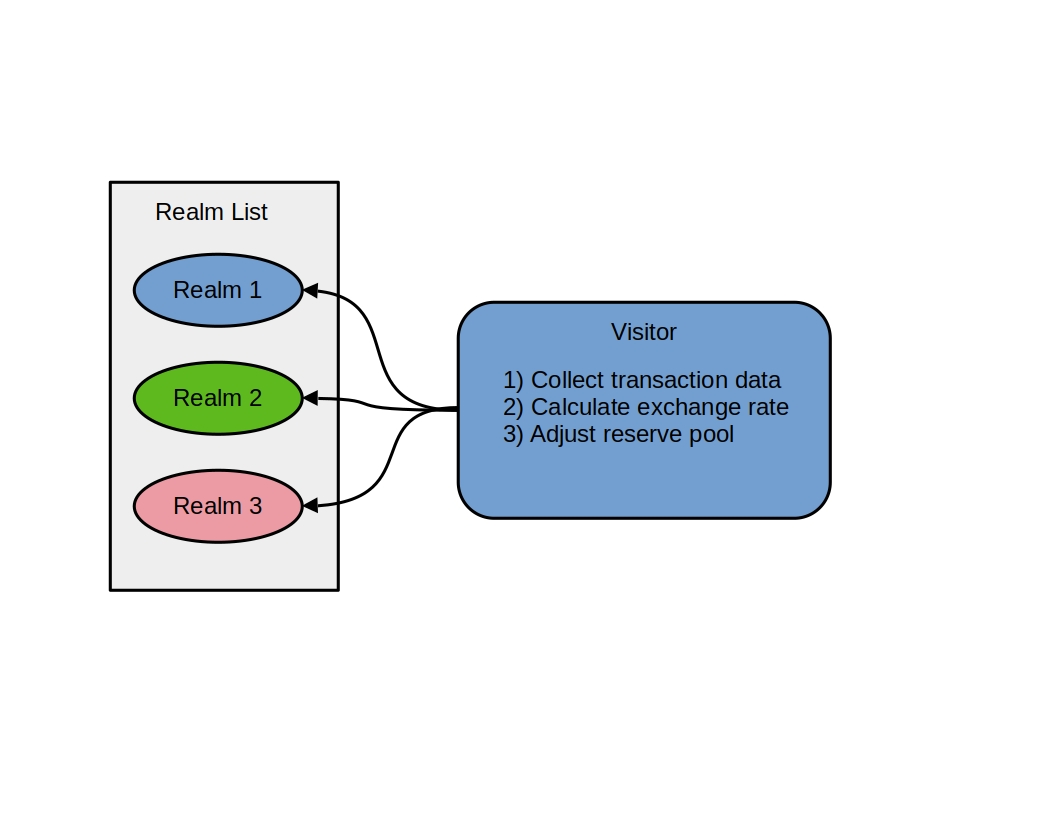 Realm List
Realm 1
Realm 2
Realm 3
Visitor
1) Collect transaction data
2) Calculate exchange rate
3) Adjust reserve pool